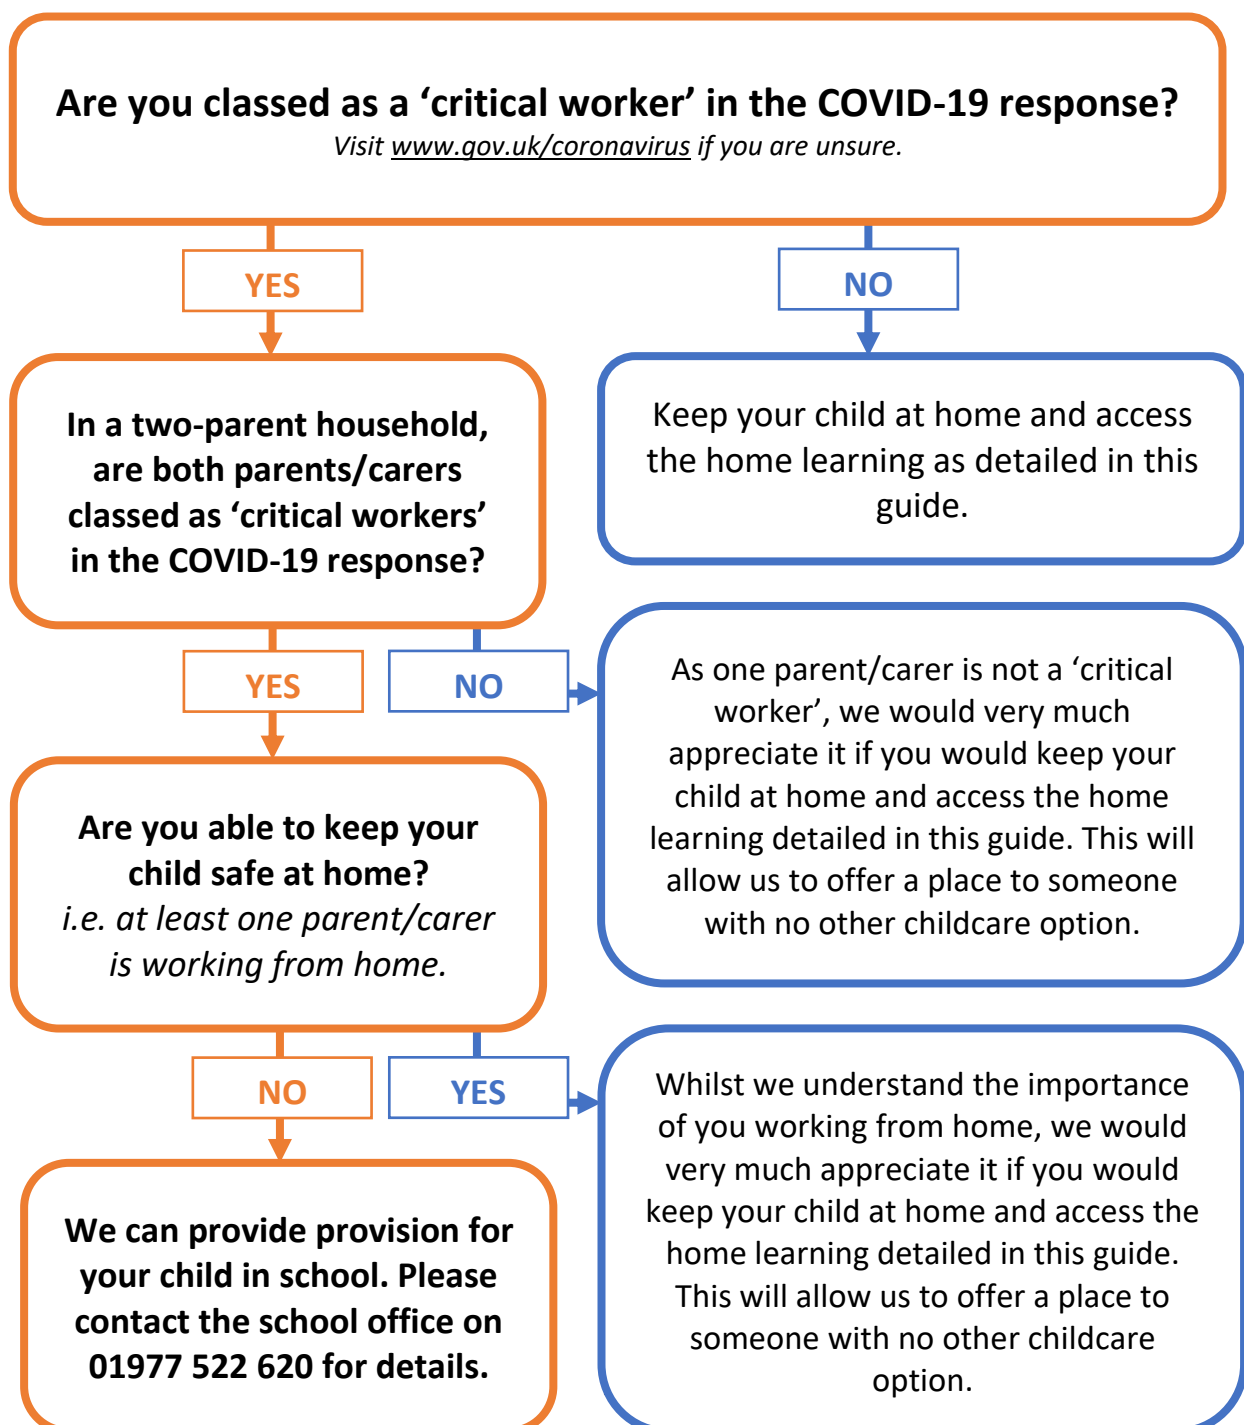 Are you classed as a ‘critical worker’ in the COVID-19 response?
Visit www.gov.uk/coronavirus if you are unsure.
YES
NO
In a two-parent household,
are both parents/carers
classed as ‘critical workers’
in the COVID-19 response?
Keep your child at home and access
the home learning as detailed in this
guide.
YES
NO
As one parent/carer is not a ‘critical
worker’, we would very much
appreciate it if you would keep your
child at home and access the home
learning detailed in this guide. This will
allow us to offer a place to someone
with no other childcare option.
Are you able to keep your
child safe at home?
i.e. at least one parent/carer
is working from home.
NO
YES
Whilst we understand the importance
of you working from home, we would
very much appreciate it if you would
keep your child at home and access the
home learning detailed in this guide.
This will allow us to offer a place to
someone with no other childcare
option.
We can provide provision for
your child in school. Please
contact the school office on
01977 522 620 for details.